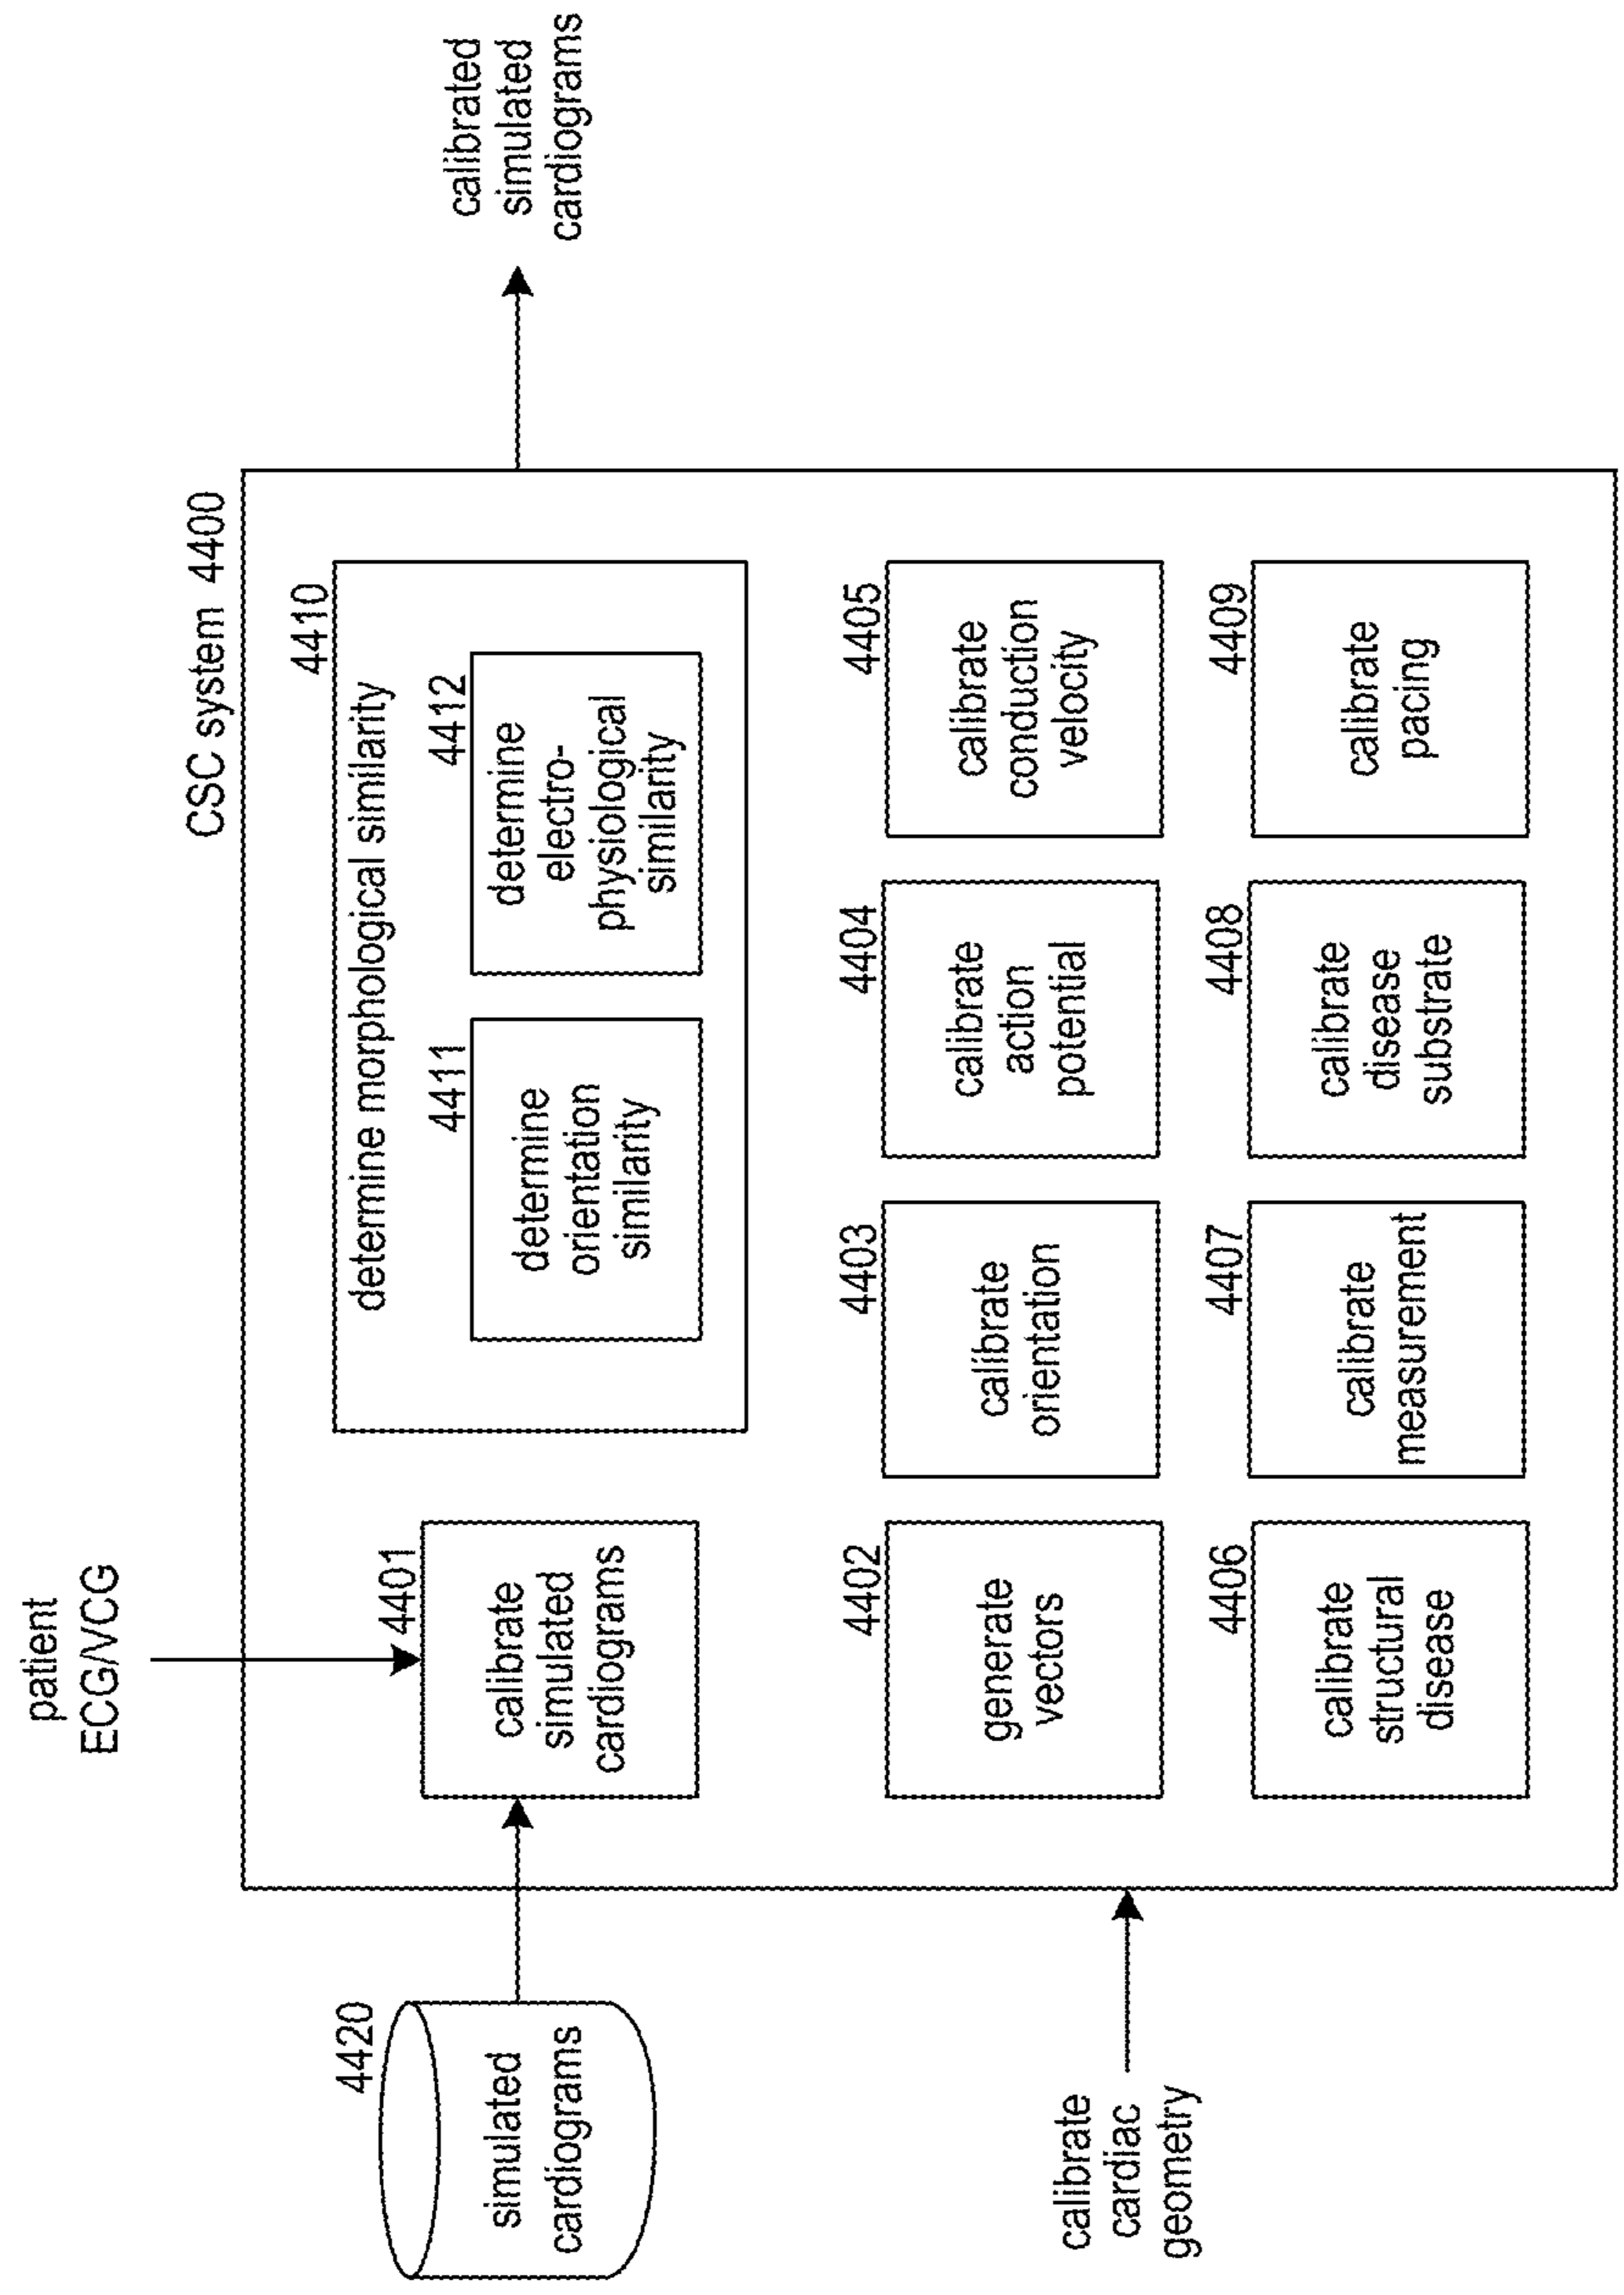 patient
ECG/VCG
CSC system 4400
4420
simulated
cardiograms
4401
calibrate
simulated
cardiograms
4410
determine morphological similarity
4411
determine
orientation
similarity
4412
determine
electro-
physiological
similarity
calibrated
simulated
cardiograms
4402
generate
vectors
4403
calibrate
orientation
4404
calibrate
action
potential
4405
calibrate
conduction
velocity
calibrate
cardiac
geometry
4406
calibrate
structural
disease
4407
calibrate
measurement
4408
calibrate
disease
substrate
4409
calibrate
pacing